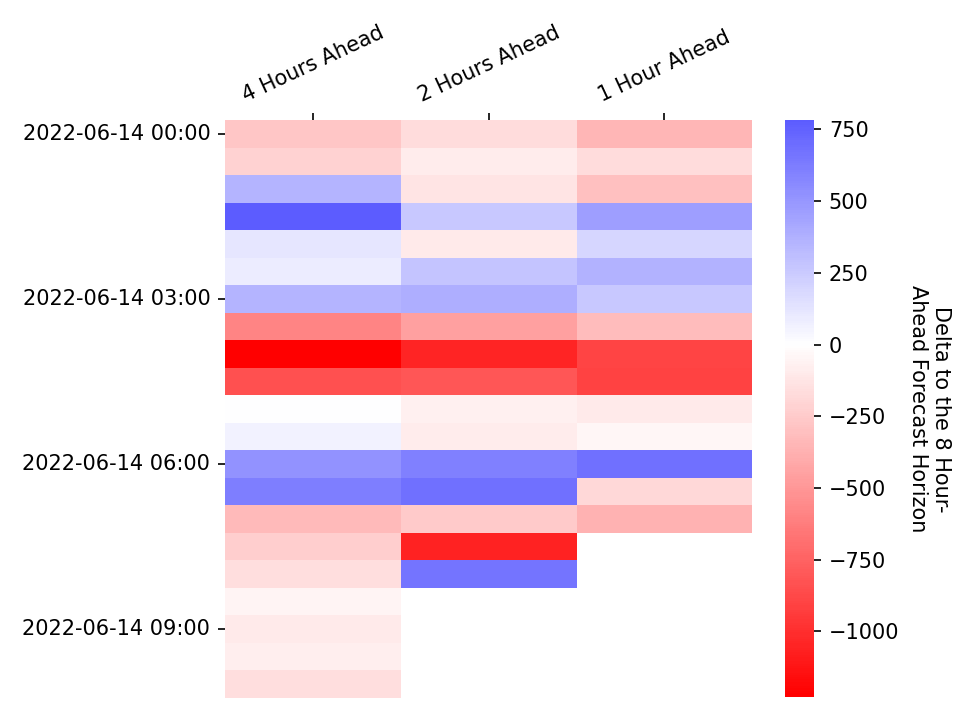 4 Hours Ahead
2 Hours Ahead
1 Hour Ahead
2022-06-14 00:00
2022-06-14 03:00
2022-06-14 06:00
2022-06-14 09:00
750
500
250
0
−250
−500
−750
−1000
Delta to the 8 Hour-
Ahead Forecast Horizon